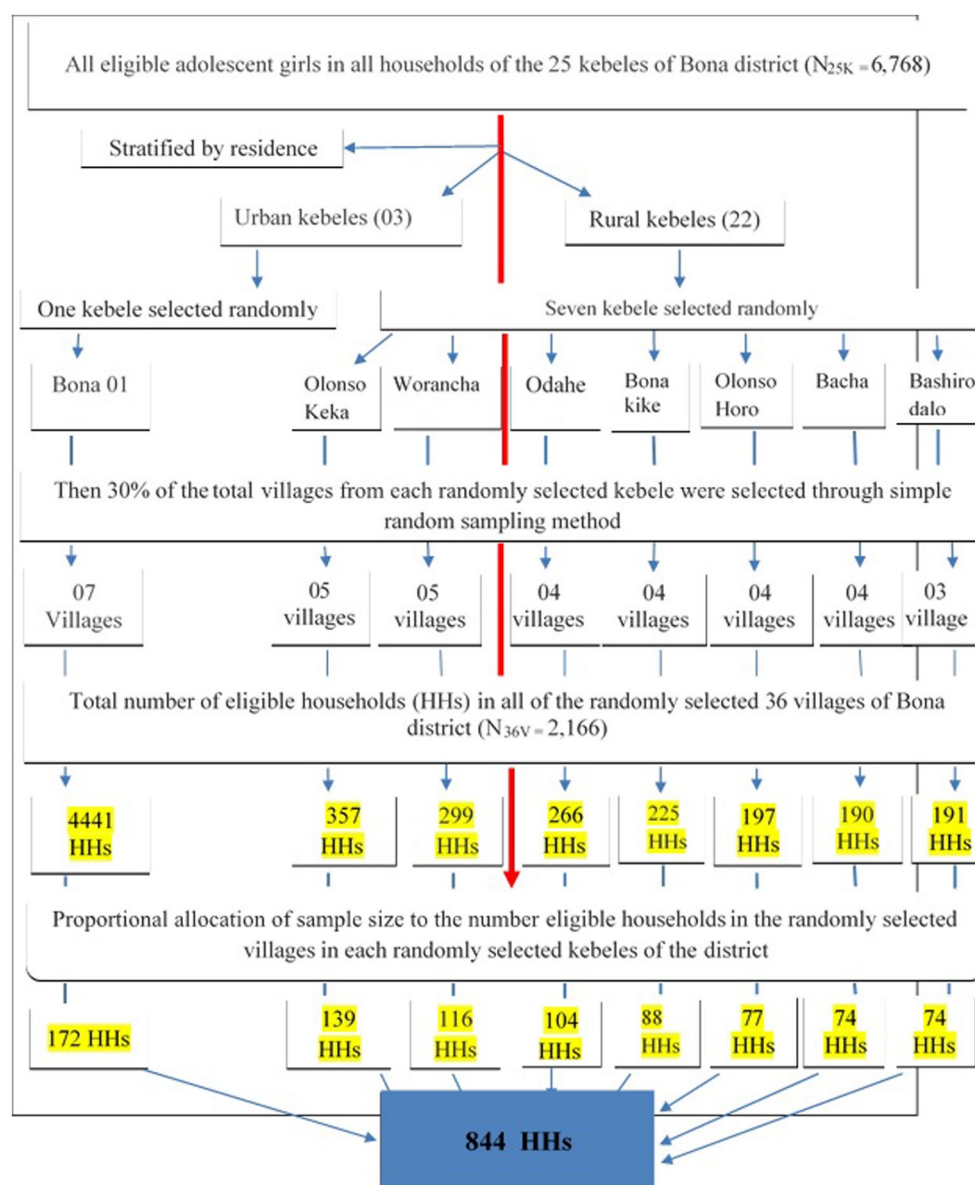 All eligible adolescent girls in all households of the 25 kebeles of Bona district (N25K = 6,768)
Stratified by residence
Urban kebeles (03)
Rural kebeles (22)
One kebele selected randomly
Seven kebele selected randomly
Bona 01
Olonso
Keka
Worancha
Odahe
Bona
kike
Olonso
Horo
Bacha
Bashiro
dalo
Then 30% of the total villages from each randomly selected kebele were selected through simple
random sampling method
07
Villages
05
villages
05
villages
04
villages
04
villages
04
villages
04
villages
03
village
Total number of eligible households (HHs) in all of the randomly selected 36 villages of Bona
district (N36V = 2,166)
4441
HHs
357
HHs
299
HHs
266
HHs
225
HHs
197
HHs
190
HHs
191
HHs
Proportional allocation of sample size to the number eligible households in the randomly selected
villages in each randomly selected kebeles of the district
172 HHs
139
HHs
116
HHs
104
HHs
88
HHs
77
HHs
74
HHs
74
HHs
844 HHs